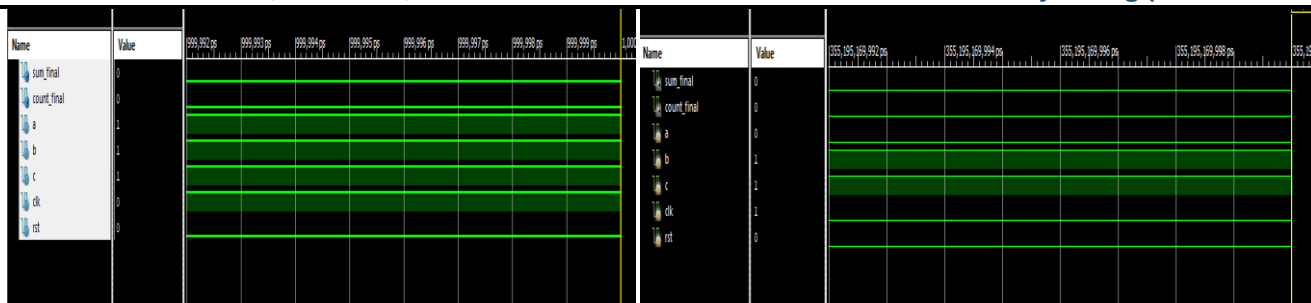 Name Value 999,992 ps 999,993 ps 999,994 ps 999,995 ps 999,996 ps 999,997 ps 999,998 ps 999,999 ps
sum_final 0
count_final 0
a 1
b 1
c 1
clk 0
rst 0
Name Value 355,195,169,992 ps 355,195,169,994 ps 355,195,169,996 ps 355,195,169,998 ps
sum_final 0
count_final 0
a 0
b 1
c 1
clk 1
rst 0